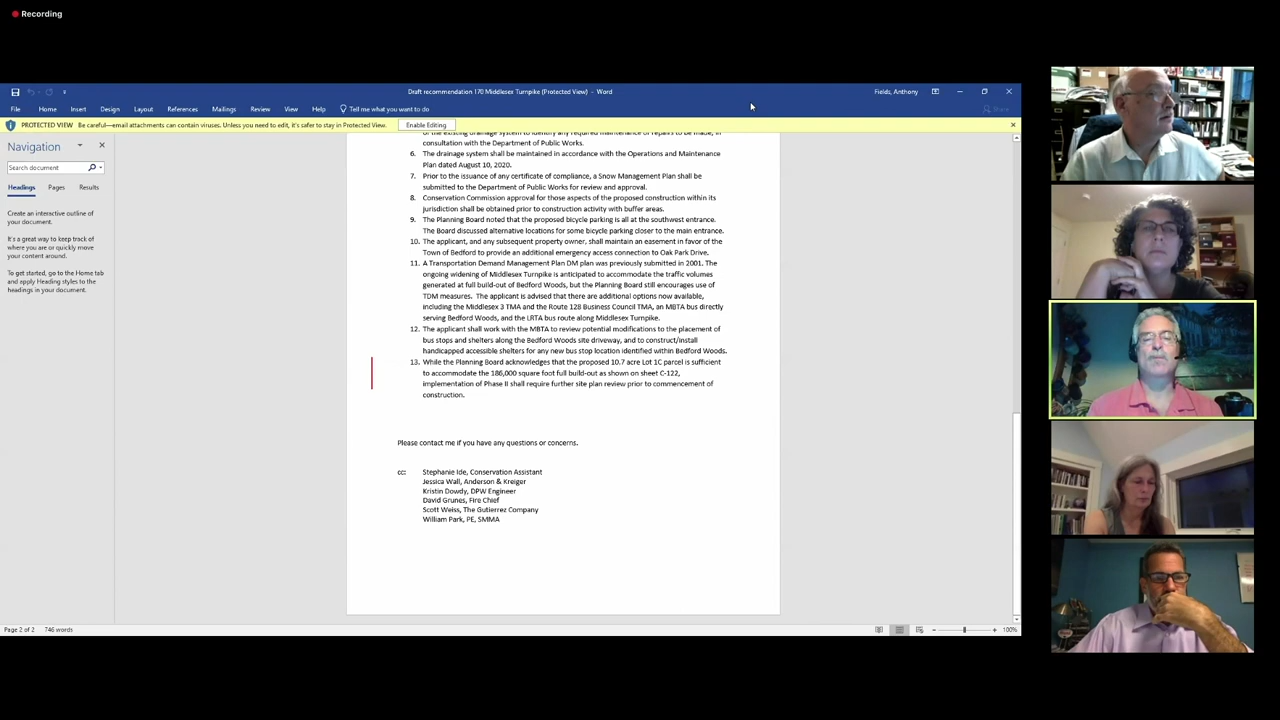 Recording
Draft recommendation 170 Middlesex Turnpike (Protected View) – Word
Fields, Anthony
File Home Insert Design Layout References Mailings Review View Help Tell me what you want to do
Share
PROTECTED VIEW Be careful—email attachments can contain viruses. Unless you need to edit, it's safer to stay in Protected View. Enable Editing
Navigation
Search document
Headings Pages Results
Create an interactive outline of your document.
It's a great way to keep track of where you are or quickly move your content around.
To get started, go to the Home tab and apply Heading styles to the headings in your document.
of the existing drainage system to identify any required maintenance or repairs to be made, in
consultation with the Department of Public Works.
6. The drainage system shall be maintained in accordance with the Operations and Maintenance
Plan dated August 10, 2020.
7. Prior to the issuance of any certificate of compliance, a Snow Management Plan shall be
submitted to the Department of Public Works for review and approval.
8. Conservation Commission approval for those aspects of the proposed construction within its
jurisdiction shall be obtained prior to construction activity with buffer areas.
9. The Planning Board noted that the proposed bicycle parking is all at the southwest entrance.
The Board discussed alternative locations for some bicycle parking closer to the main entrance.
10. The applicant, and any subsequent property owner, shall maintain an easement in favor of the
Town of Bedford to provide an additional emergency access connection to Oak Park Drive.
11. A Transportation Demand Management Plan DM plan was previously submitted in 2001. The
ongoing widening of Middlesex Turnpike is anticipated to accommodate the traffic volumes
generated at full build-out of Bedford Woods, but the Planning Board still encourages use of
TDM measures. The applicant is advised that there are additional options now available,
including the Middlesex 3 TMA and the Route 128 Business Council TMA, an MBTA bus directly
serving Bedford Woods, and the LRTA bus route along Middlesex Turnpike.
12. The applicant shall work with the MBTA to review potential modifications to the placement of
bus stops and shelters along the Bedford Woods site driveway, and to construct/install
handicapped accessible shelters for any new bus stop location identified within Bedford Woods.
13. While the Planning Board acknowledges that the proposed 10.7 acre Lot 1C parcel is sufficient
to accommodate the 186,000 square foot full build-out as shown on sheet C-122,
implementation of Phase II shall require further site plan review prior to commencement of
construction.
Please contact me if you have any questions or concerns.
cc: Stephanie Ide, Conservation Assistant
Jessica Wall, Anderson & Kreiger
Kristin Dowdy, DPW Engineer
David Grunes, Fire Chief
Scott Weiss, The Gutierrez Company
William Park, PE, SMMA
Page 2 of 2 746 words
100%